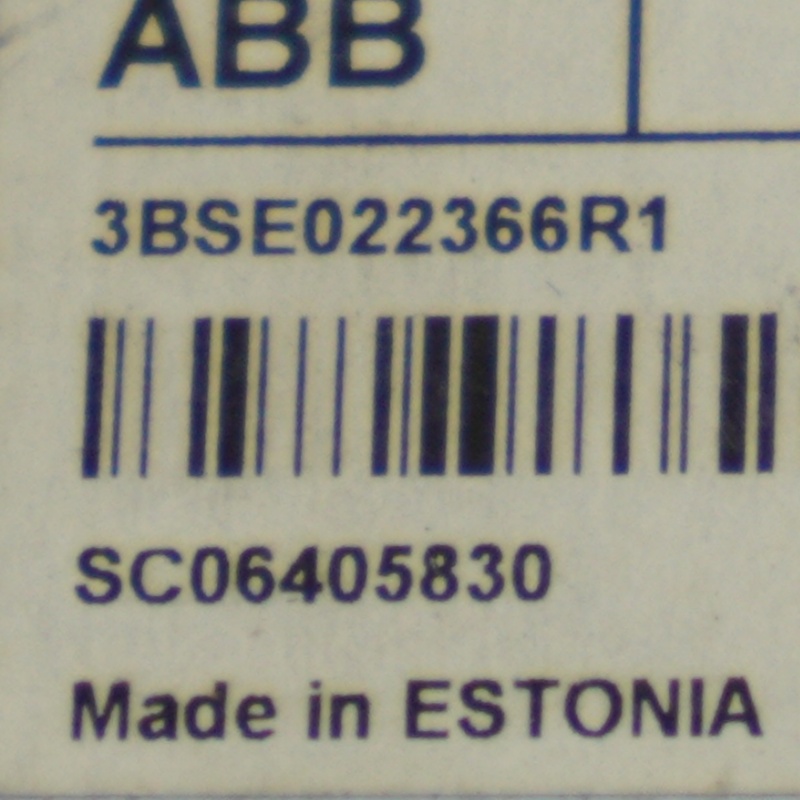 ABB
3BSE022366R1
SC06405830
Made in ESTONIA